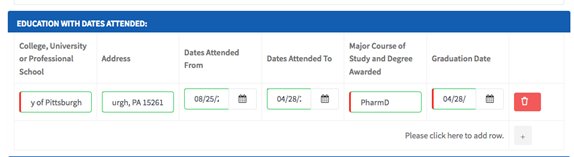 EDUCATION WITH DATES ATTENDED:
College, University or Professional School
Address
Dates Attended From
Dates Attended To
Major Course of Study and Degree Awarded
Graduation Date
y of Pittsburgh
urgh, PA 15261
08/25/
04/28/
PharmD
04/28/
Please click here to add row.
+